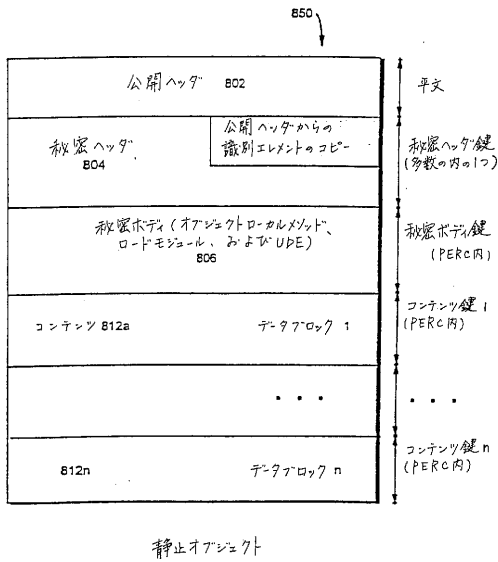 850
公開ヘッダ 802
平文
秘密ヘッダ
804
公開ヘッダからの
識別エレメントのコピー
秘密ヘッダ鍵
(多数の内の1つ)
秘密ボディ(オブジェクトローカルメソッド、
ロードモジュール、およびUDE)
806
秘密ボディ鍵
(PERC内)
コンテンツ 812a データブロック 1
コンテンツ鍵 1
(PERC内)
・・・
・・・
812n データブロック n
コンテンツ鍵 n
(PERC内)
静止オブジェクト